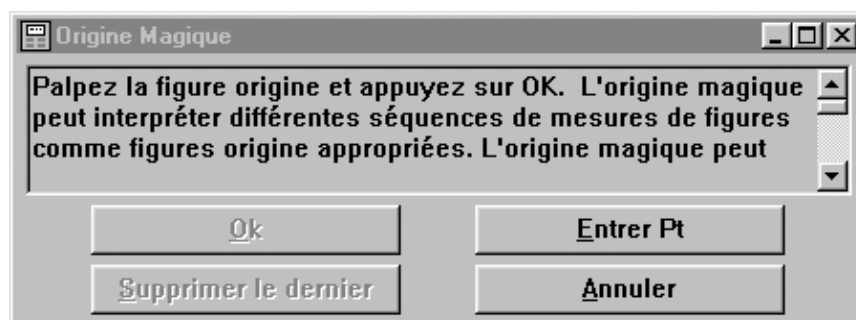 Origine Magique
Palpez la figure origine et appuyez sur OK. L'origine magique
peut interpréter différentes séquences de mesures de figures
comme figures origine appropriées. L'origine magique peut
Ok
Entrer Pt
Supprimer le dernier
Annuler